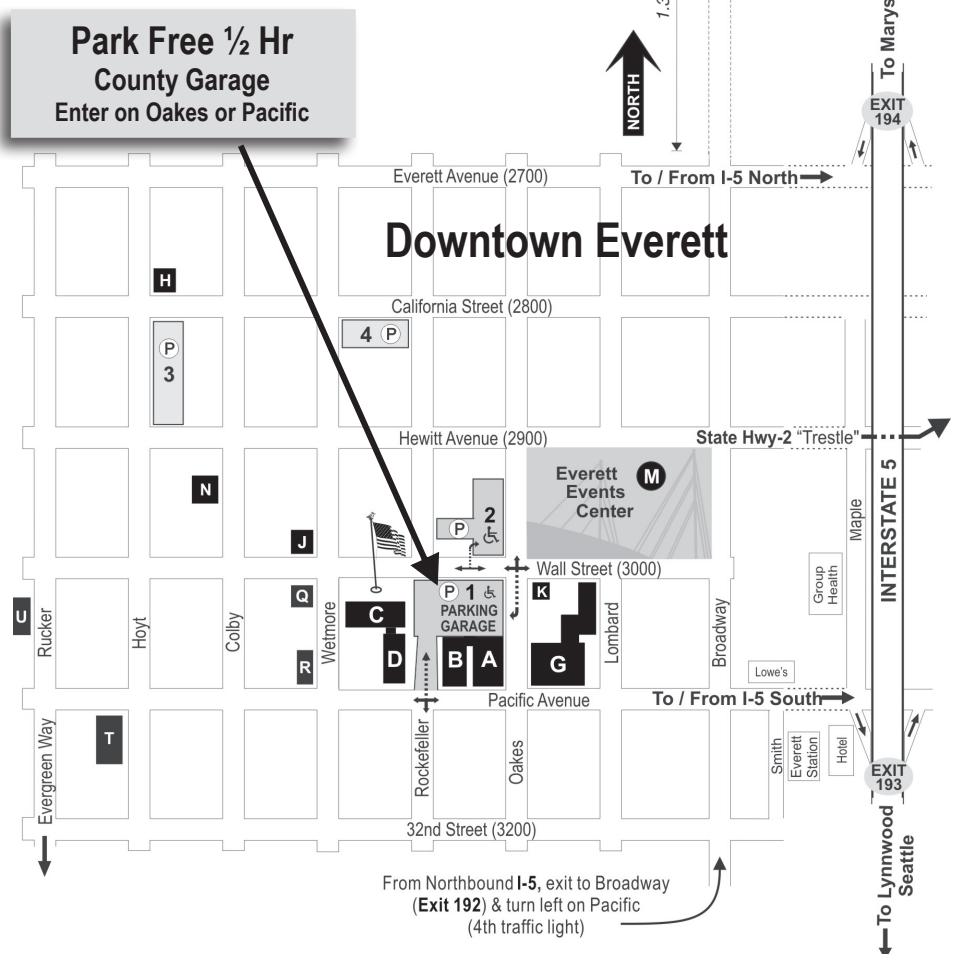 Park Free ½ Hr
County Garage
Enter on Oakes or Pacific
1.3
NORTH
To Marys
EXIT
194
Everett Avenue (2700)
To / From I-5 North
Downtown Everett
H
California Street (2800)
P
3
4 P
Hewitt Avenue (2900)
State Hwy-2 "Trestle"
Everett
Events
Center
M
N
J
P
2
Wall Street (3000)
Maple
INTERSTATE 5
Group
Health
U
Rucker
Hoyt
Colby
Q
R
Wetmore
C
D
P 1
PARKING
GARAGE
B
A
K
G
Lombard
Broadway
Lowe's
Pacific Avenue
To / From I-5 South
Evergreen Way
T
Rockefeller
Oakes
Smith
Everett
Station
Hotel
EXIT
193
32nd Street (3200)
From Northbound I-5, exit to Broadway
(Exit 192) & turn left on Pacific
(4th traffic light)
To Lynnwood
Seattle